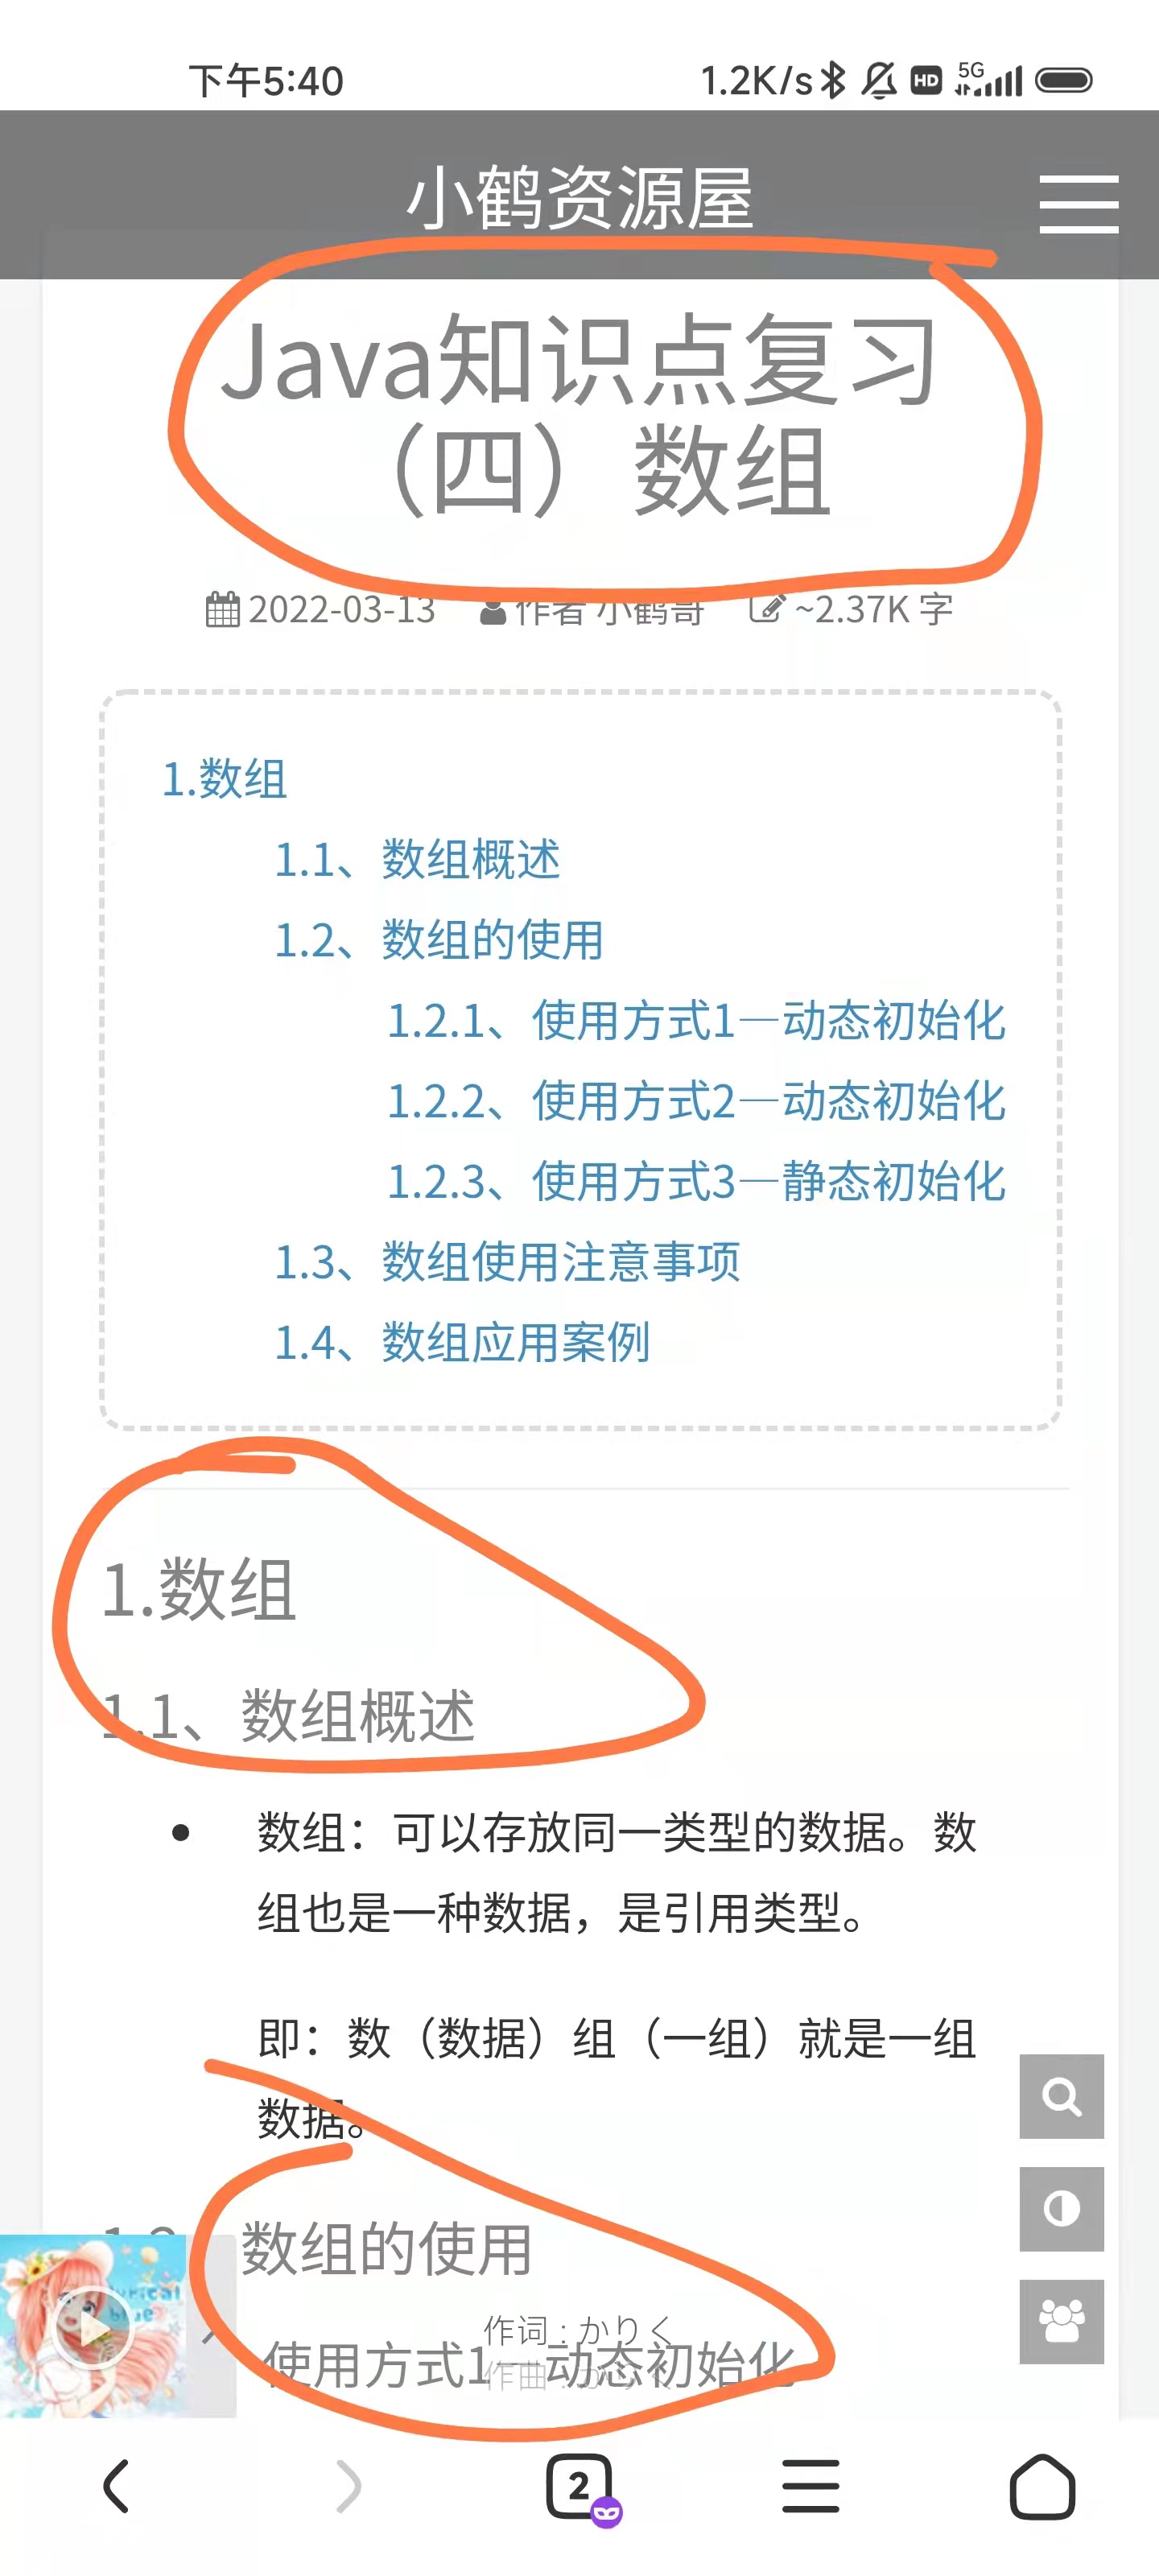 下午5:40
1.2K/s HD 5G
小鹤资源屋
Java知识点复习
（四）数组
2022-03-13 作者 小鹤哥 ~2.37K 字
1.数组
1.1、数组概述
1.2、数组的使用
1.2.1、使用方式1—动态初始化
1.2.2、使用方式2—动态初始化
1.2.3、使用方式3—静态初始化
1.3、数组使用注意事项
1.4、数组应用案例
1.数组
1.1、数组概述
数组：可以存放同一类型的数据。数
组也是一种数据，是引用类型。
即：数（数据）组（一组）就是一组
数据。
数组的使用
作词 : かりく
使用方式1—动态初始化
作曲 :
2